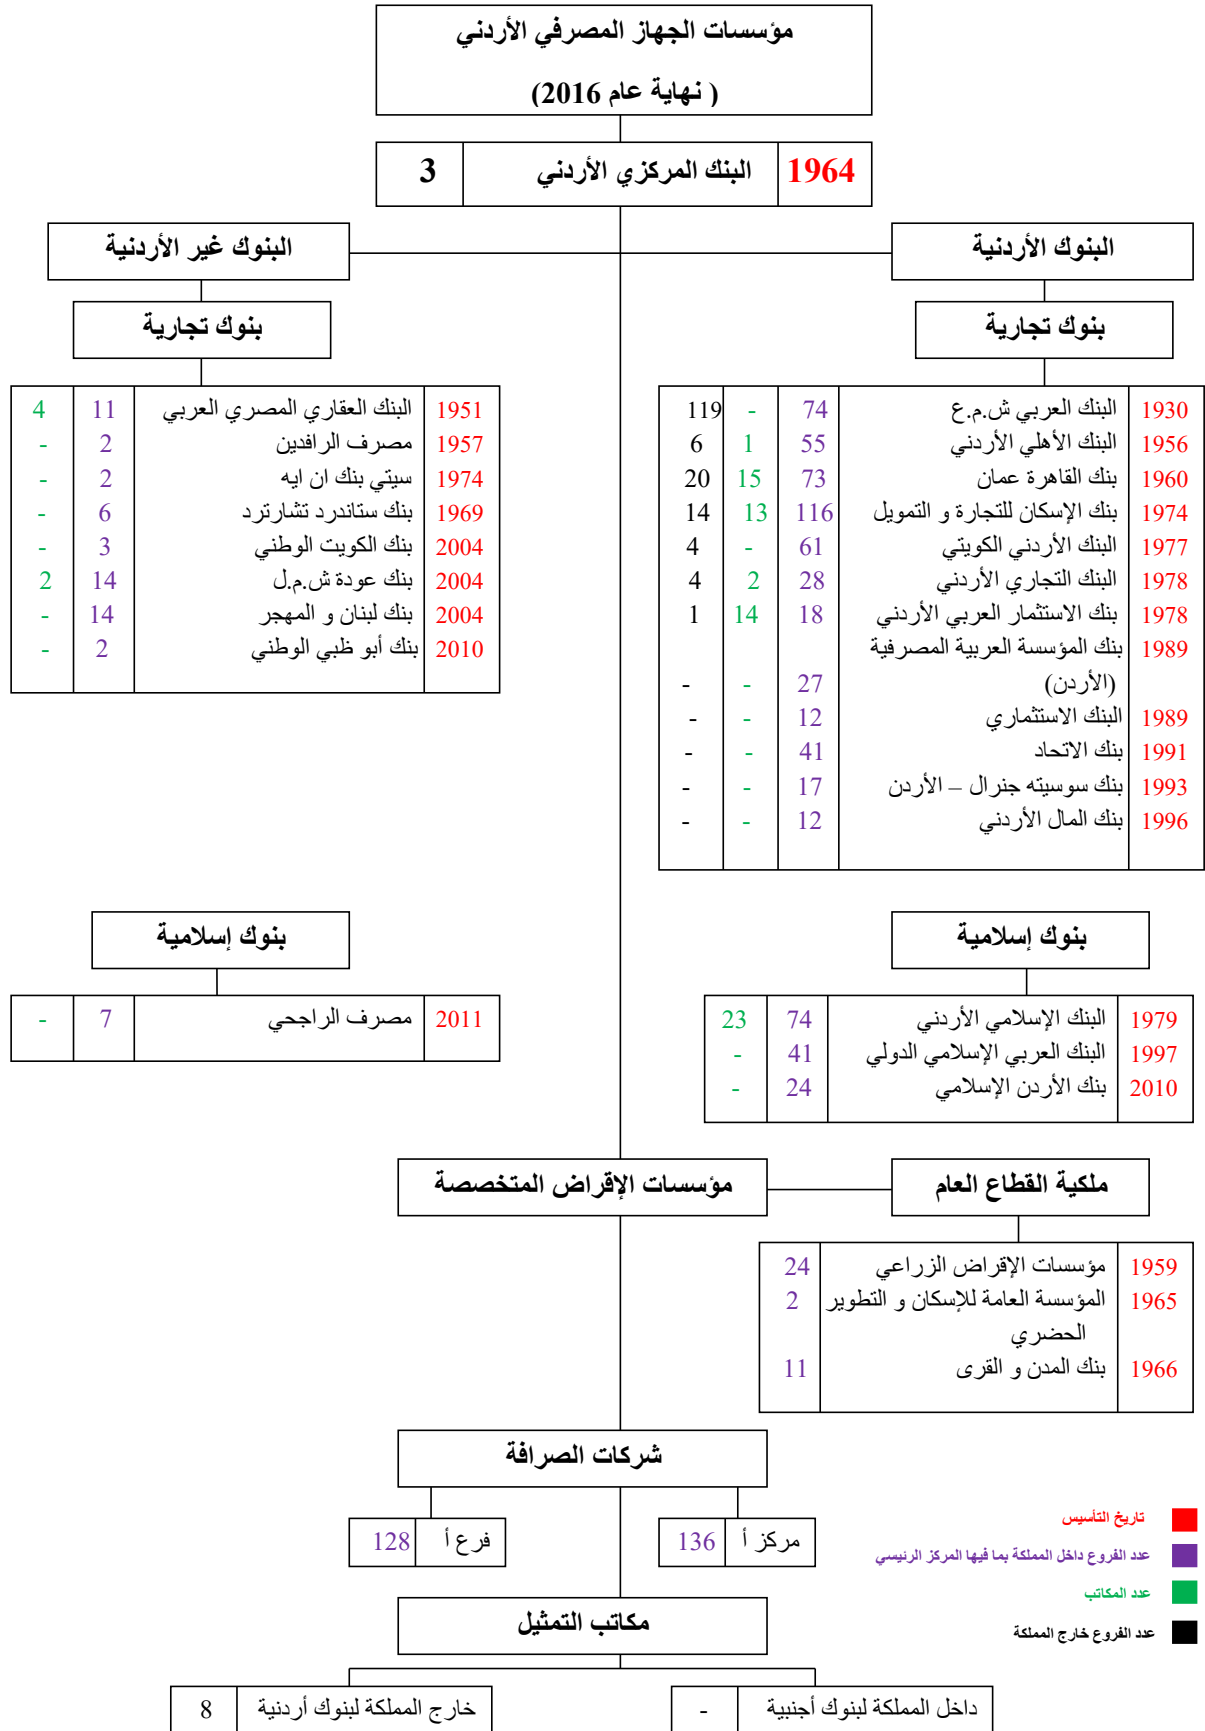 مؤسسات الجهاز المصرفي الأردني
( نهاية عام 2016)
1964 البنك المركزي الأردني 3
البنوك الأردنية
بنوك تجارية
1930 البنك العربي ش.م.ع 74 - 119
1956 البنك الأهلي الأردني 55 1 6
1960 بنك القاهرة عمان 73 15 20
1974 بنك الإسكان للتجارة و التمويل 116 13 14
1977 البنك الأردني الكويتي 61 - 4
1978 البنك التجاري الأردني 28 2 4
1978 بنك الاستثمار العربي الأردني 18 14 1
1989 بنك المؤسسة العربية المصرفية
(الأردن) 27 - -
1989 البنك الاستثماري 12 - -
1991 بنك الاتحاد 41 - -
1993 بنك سوسيته جنرال – الأردن 17 - -
1996 بنك المال الأردني 12 - -
البنوك غير الأردنية
بنوك تجارية
1951 البنك العقاري المصري العربي 11 4
1957 مصرف الرافدين 2 -
1974 سيتي بنك ان ايه 2 -
1969 بنك ستاندرد تشارترد 6 -
2004 بنك الكويت الوطني 3 -
2004 بنك عودة ش.م.ل 14 2
2004 بنك لبنان و المهجر 14 -
2010 بنك أبو ظبي الوطني 2 -
بنوك إسلامية
1979 البنك الإسلامي الأردني 74 23
1997 البنك العربي الإسلامي الدولي 41 -
2010 بنك الأردن الإسلامي 24 -
بنوك إسلامية
2011 مصرف الراجحي 7 -
ملكية القطاع العام
مؤسسات الإقراض المتخصصة
1959 مؤسسات الإقراض الزراعي 24
1965 المؤسسة العامة للإسكان و التطوير 2
الحضري
1966 بنك المدن و القرى 11
شركات الصرافة
مركز أ 136
فرع أ 128
تاريخ التأسيس
عدد الفروع داخل المملكة بما فيها المركز الرئيسي
عدد المكاتب
عدد الفروع خارج المملكة
مكاتب التمثيل
داخل المملكة لبنوك أجنبية -
خارج المملكة لبنوك أردنية 8